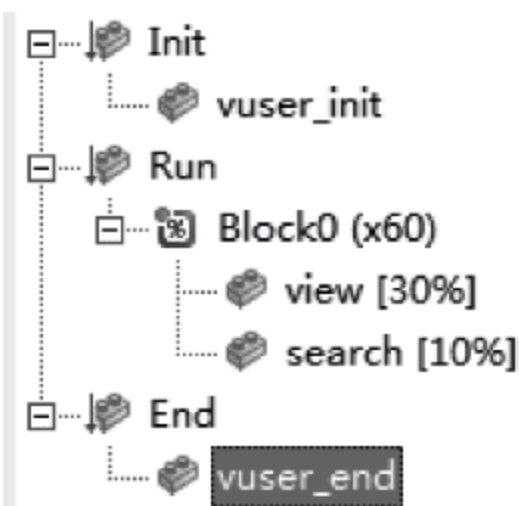 Init
vuser_init
Run
Block0 (x60)
view [30%]
search [10%]
End
vuser_end